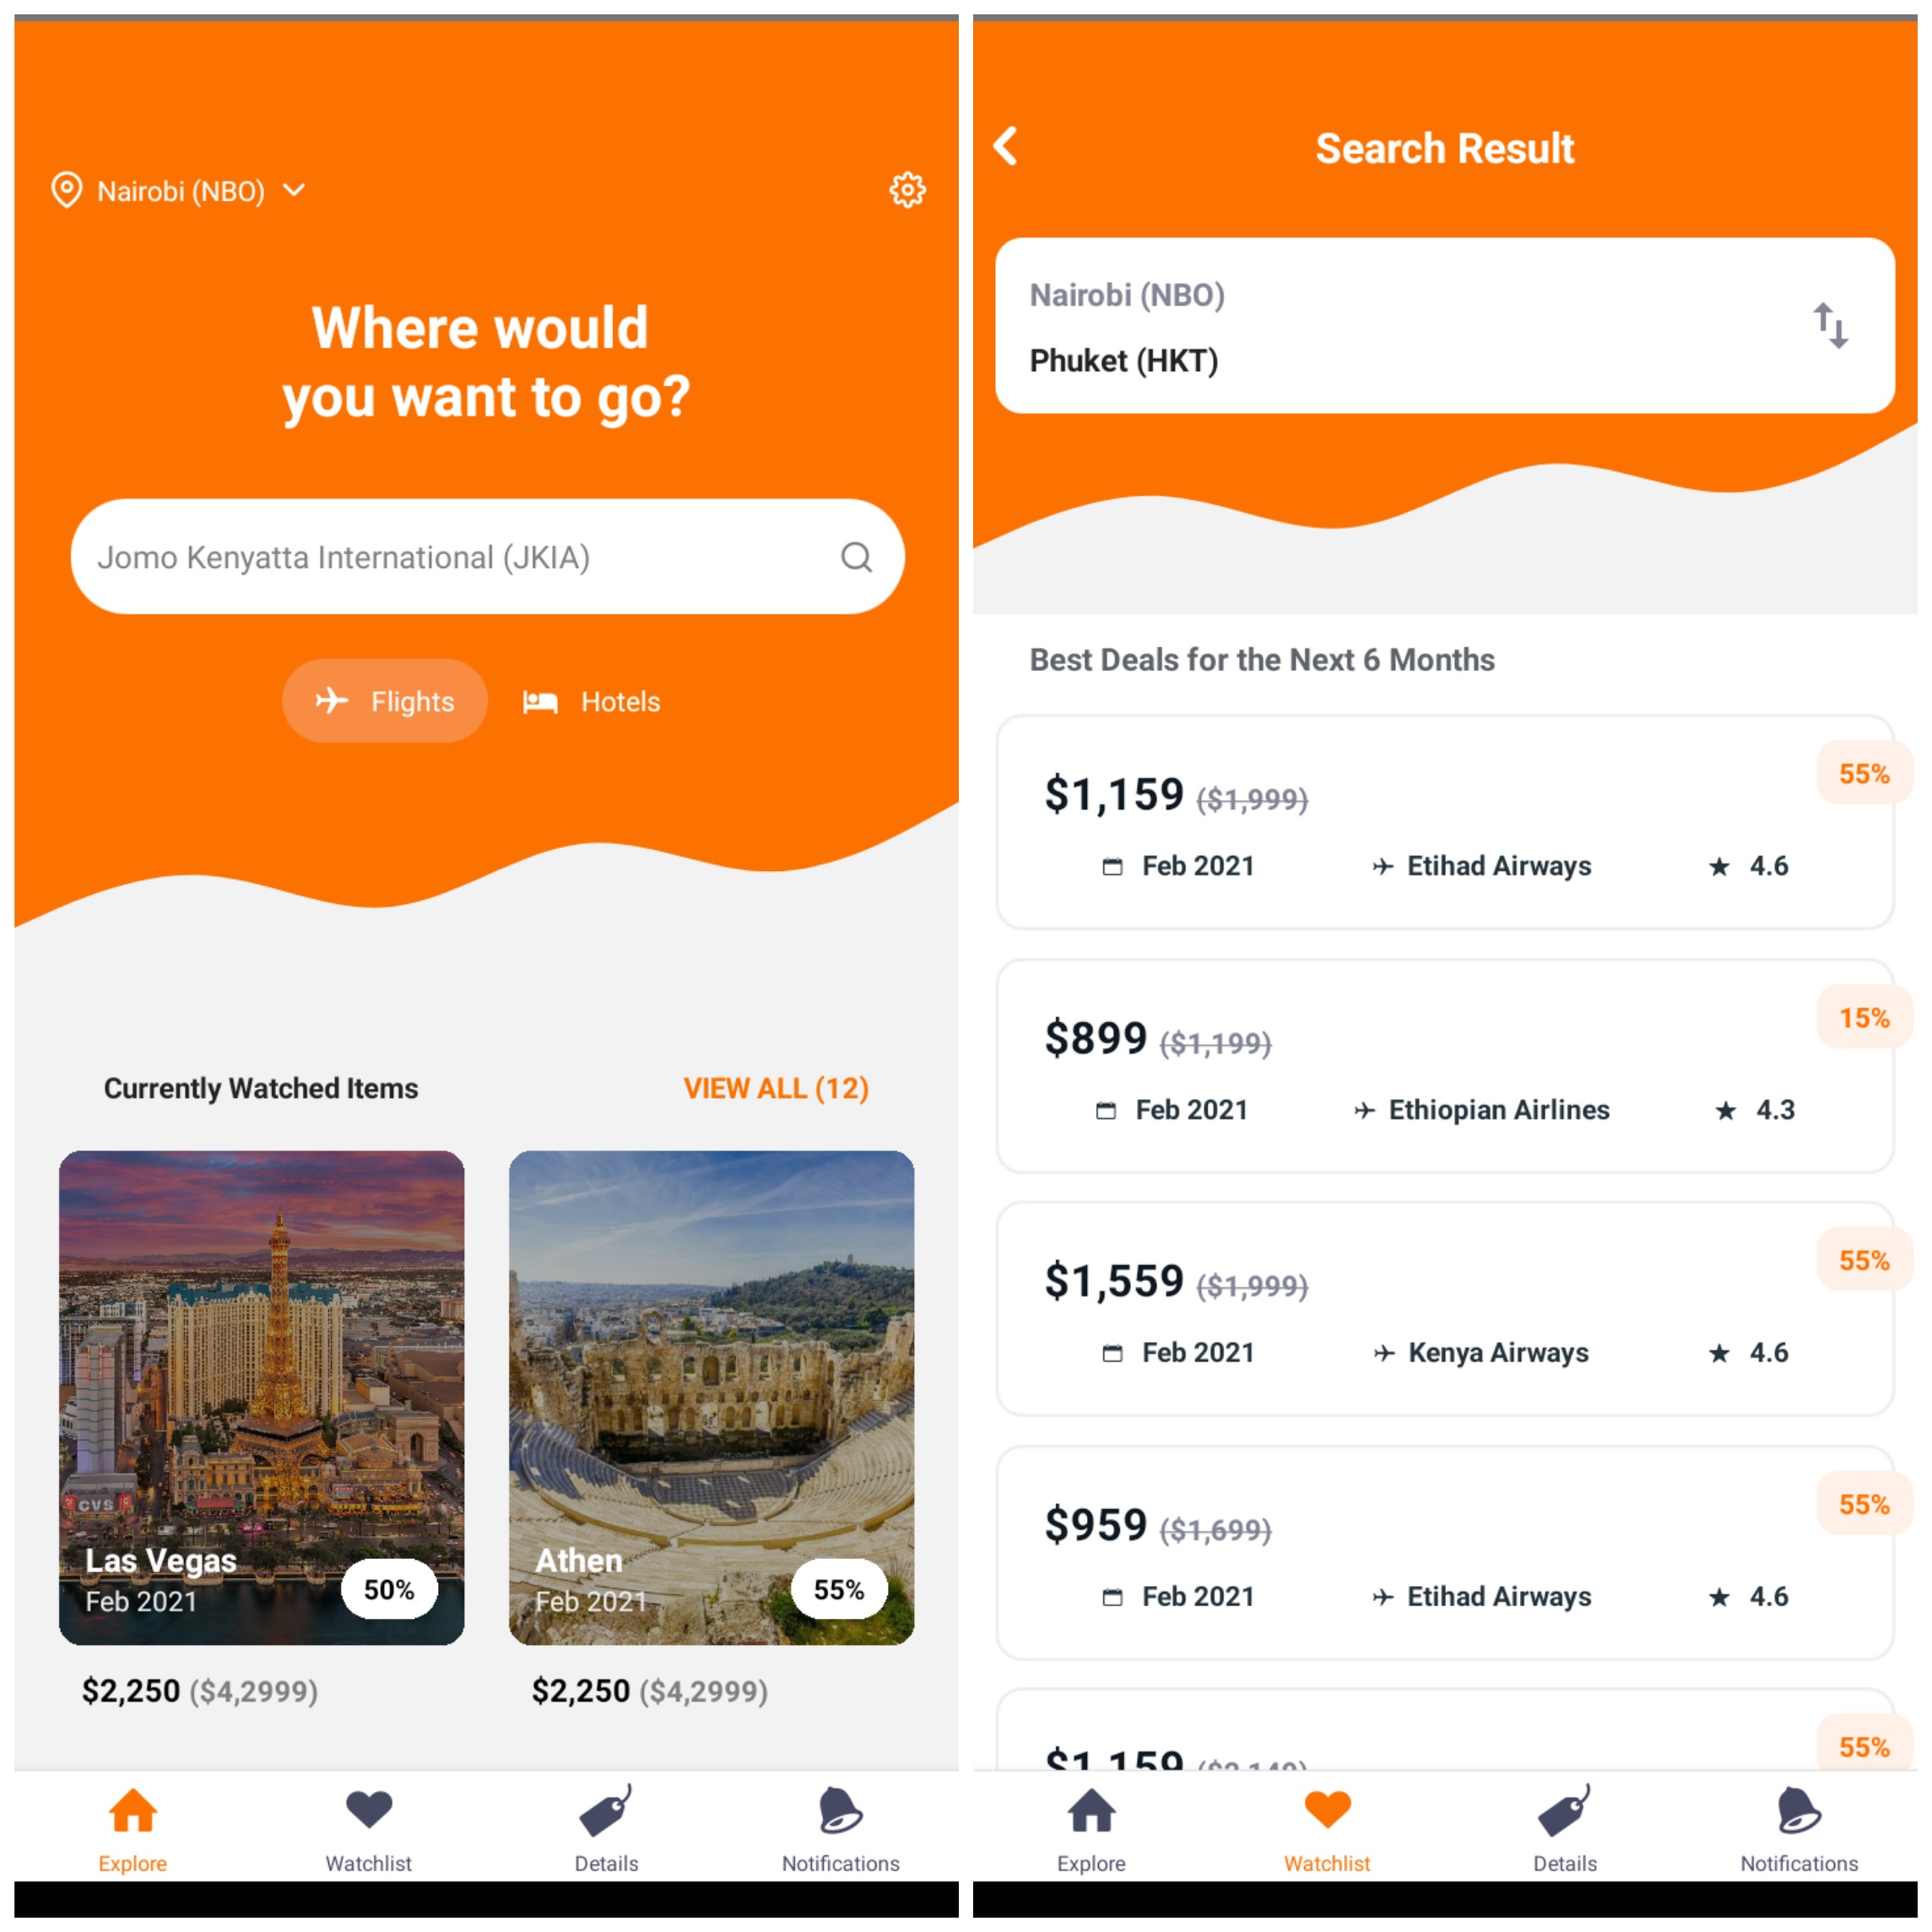 Nairobi (NBO)
Where would
you want to go?
Jomo Kenyatta International (JKIA)
Flights
Hotels
Currently Watched Items
VIEW ALL (12)
CVS
Las Vegas
Feb 2021
50%
Athen
Feb 2021
55%
$2,250 ($4,2999)
$2,250 ($4,2999)
Explore
Watchlist
Details
Notifications
Search Result
Nairobi (NBO)
Phuket (HKT)
Best Deals for the Next 6 Months
55%
$1,159 ($1,999)
Feb 2021
Etihad Airways
4.6
15%
$899 ($1,199)
Feb 2021
Ethiopian Airlines
4.3
55%
$1,559 ($1,999)
Feb 2021
Kenya Airways
4.6
55%
$959 ($1,699)
Feb 2021
Etihad Airways
4.6
55%
$1,159
Explore
Watchlist
Details
Notifications